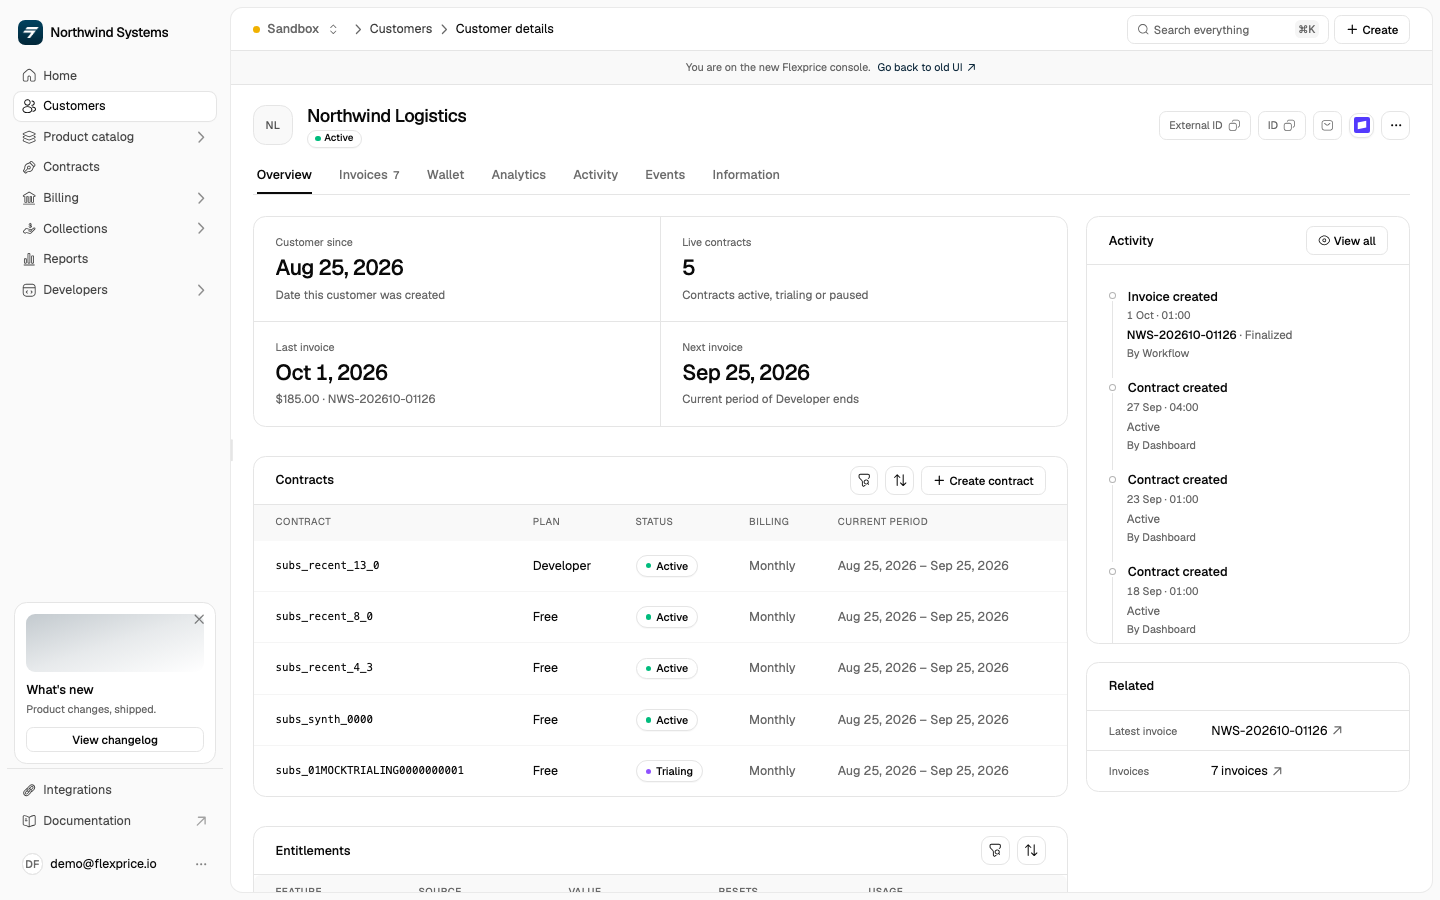 Northwind Systems
Home
Customers
Product catalog
Contracts
Billing
Collections
Reports
Developers
What's new
Product changes, shipped.
View changelog
Integrations
Documentation
DF demo@flexprice.io
Sandbox Customers Customer details
Search everything ⌘K
+ Create
You are on the new Flexprice console. Go back to old UI
NL
Northwind Logistics
Active
External ID
ID
Overview Invoices 7 Wallet Analytics Activity Events Information
Customer since
Aug 25, 2026
Date this customer was created
Live contracts
5
Contracts active, trialing or paused
Last invoice
Oct 1, 2026
$185.00 · NWS-202610-01126
Next invoice
Sep 25, 2026
Current period of Developer ends
Contracts
+ Create contract
CONTRACT PLAN STATUS BILLING CURRENT PERIOD
subs_recent_13_0 Developer Active Monthly Aug 25, 2026 – Sep 25, 2026
subs_recent_8_0 Free Active Monthly Aug 25, 2026 – Sep 25, 2026
subs_recent_4_3 Free Active Monthly Aug 25, 2026 – Sep 25, 2026
subs_synth_0000 Free Active Monthly Aug 25, 2026 – Sep 25, 2026
subs_01MOCKTRIALING0000000001 Free Trialing Monthly Aug 25, 2026 – Sep 25, 2026
Entitlements
FEATURE SOURCE VALUE RESETS USAGE
Activity
View all
Invoice created
1 Oct · 01:00
NWS-202610-01126 · Finalized
By Workflow
Contract created
27 Sep · 04:00
Active
By Dashboard
Contract created
23 Sep · 01:00
Active
By Dashboard
Contract created
18 Sep · 01:00
Active
By Dashboard
Related
Latest invoice NWS-202610-01126
Invoices 7 invoices